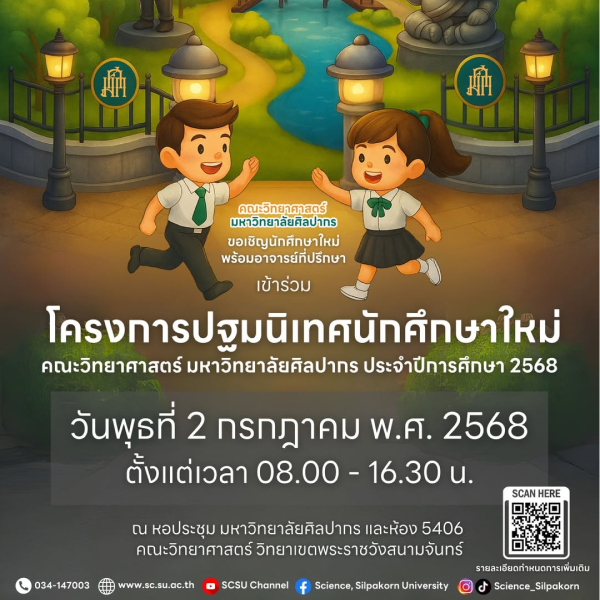 คณะวิทยาศาสตร์
มหาวิทยาลัยศิลปากร
ขอเชิญนักศึกษาใหม่
พร้อมอาจารย์ที่ปรึกษา
เข้าร่วม
โครงการปฐมนิเทศนักศึกษาใหม่
คณะวิทยาศาสตร์ มหาวิทยาลัยศิลปากร ประจำปีการศึกษา 2568
วันพุธที่ 2 กรกฎาคม พ.ศ. 2568
ตั้งแต่เวลา 08.00 - 16.30 น.
ณ หอประชุม มหาวิทยาลัยศิลปากร และห้อง 5406
คณะวิทยาศาสตร์ วิทยาเขตพระราชวังสนามจันทร์
SCAN HERE
รายละเอียดกำหนดการเพิ่มเติม
034-147003 www.sc.su.ac.th SCSU Channel Science, Silpakorn University Science_Silpakorn